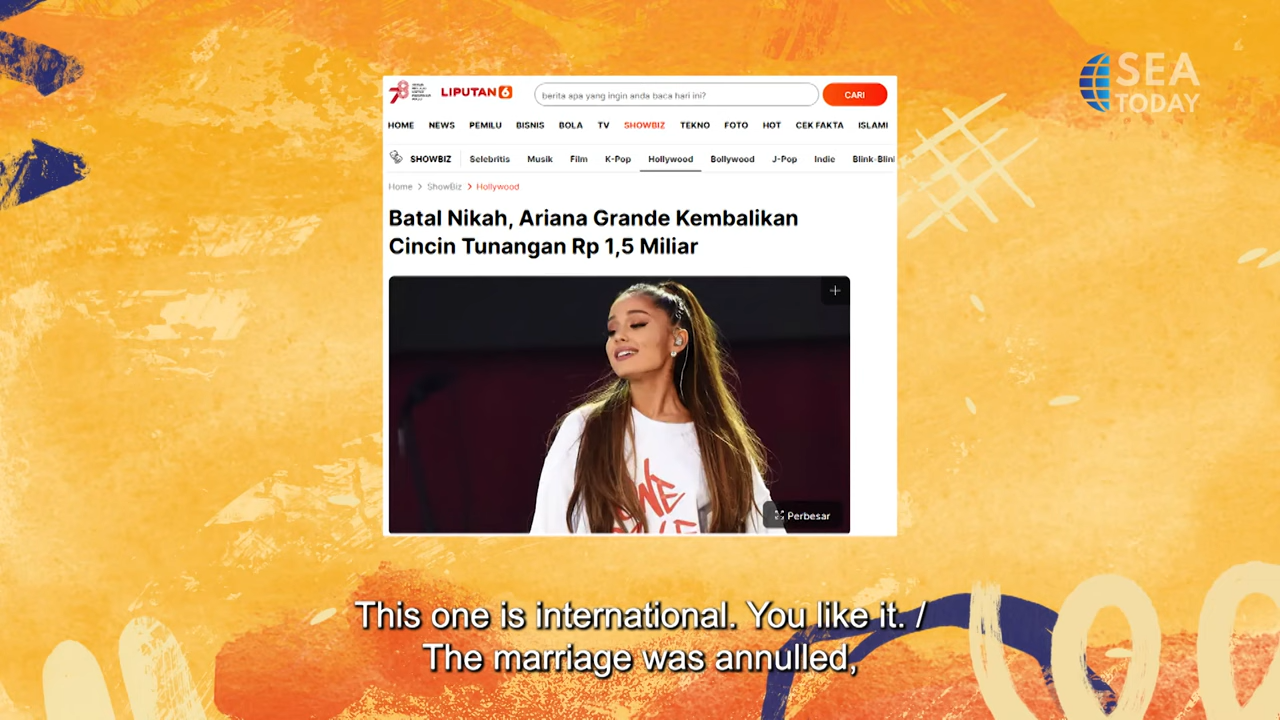 SEA
TODAY
78
LIPUTAN 6
berita apa yang ingin anda baca hari ini?
CARI
HOME NEWS PEMILU BISNIS BOLA TV SHOWBIZ TEKNO FOTO HOT CEK FAKTA ISLAMI
SHOWBIZ Selebritis Musik Film K-Pop Hollywood Bollywood J-Pop Indie Blink-Blin
Home > ShowBiz > Hollywood
Batal Nikah, Ariana Grande Kembalikan
Cincin Tunangan Rp 1,5 Miliar
Perbesar
This one is international. You like it. /
The marriage was annulled,